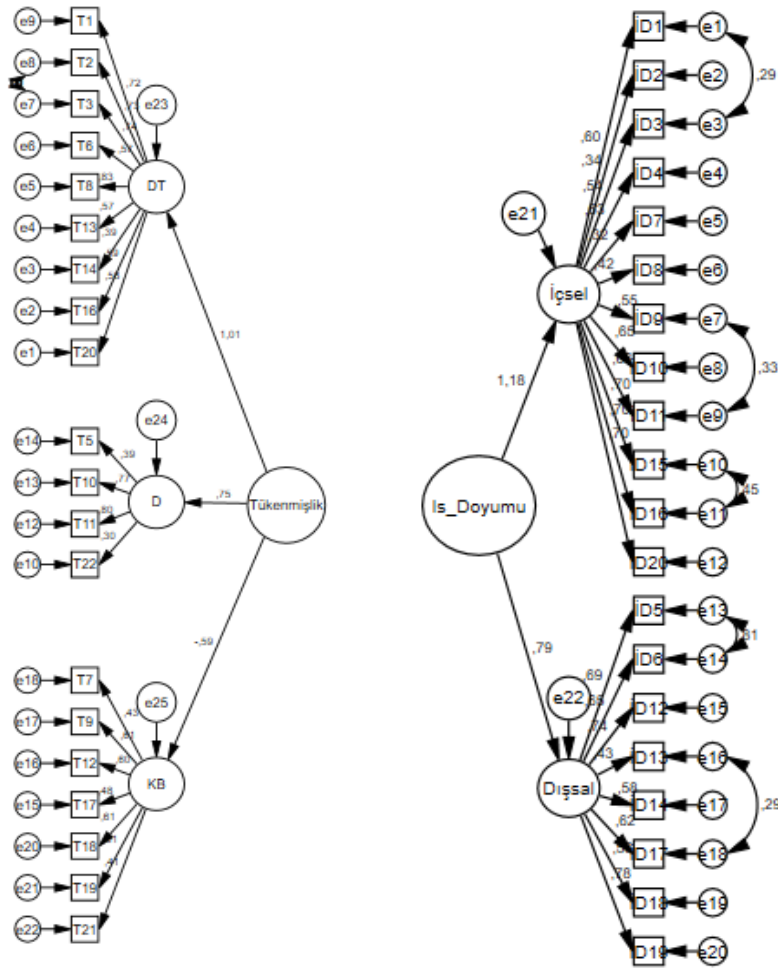 e9 T1
e8 T2
e7 T3
e6 T6
e5 T8
e4 T13
e3 T14
e2 T16
e1 T20
,72
,57
,83
,57
,39
e23
DT
1,01
e14 T5
e13 T10
e12 T11
e10 T22
,39
,77
,80
,30
e24
D
,75
Tükenmişlik
-,59
e18 T7
e17 T9
e16 T12
e15 T17
e20 T18
e21 T19
e22 T21
,43
,60
,48
,61
,41
e25
KB
İD1 e1
İD2 e2
İD3 e3
İD4 e4
İD7 e5
İD8 e6
İD9 e7
İD10 e8
İD11 e9
İD15 e10
İD16 e11
İD20 e12
,29
,33
,45
,60
,34
,42
,55
,65
,70
,70
e21
İçsel
1,18
Is_Doyumu
,79
İD5 e13
İD6 e14
İD12 e15
İD13 e16
İD14 e17
İD17 e18
İD18 e19
İD19 e20
,29
,69
,74
,43
,58
,62
,78
e22
Dışsal